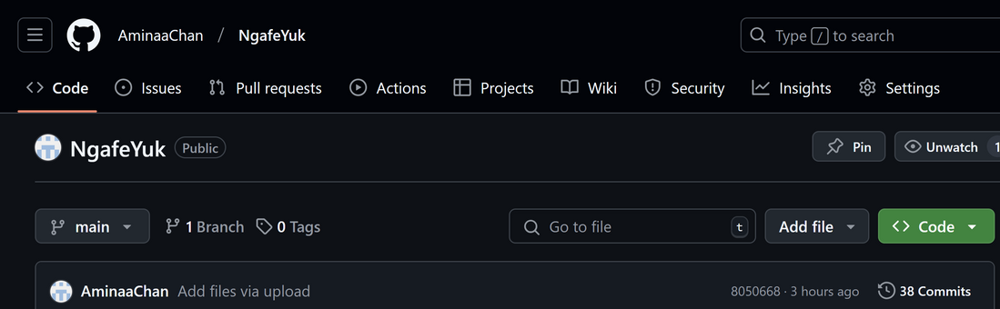 AminaaChan / NgafeYuk Type / to search
Code Issues Pull requests Actions Projects Wiki Security Insights Settings
NgafeYuk Public Pin Unwatch 1
main 1 Branch 0 Tags Go to file t Add file Code
AminaaChan Add files via upload 8050668 · 3 hours ago 38 Commits